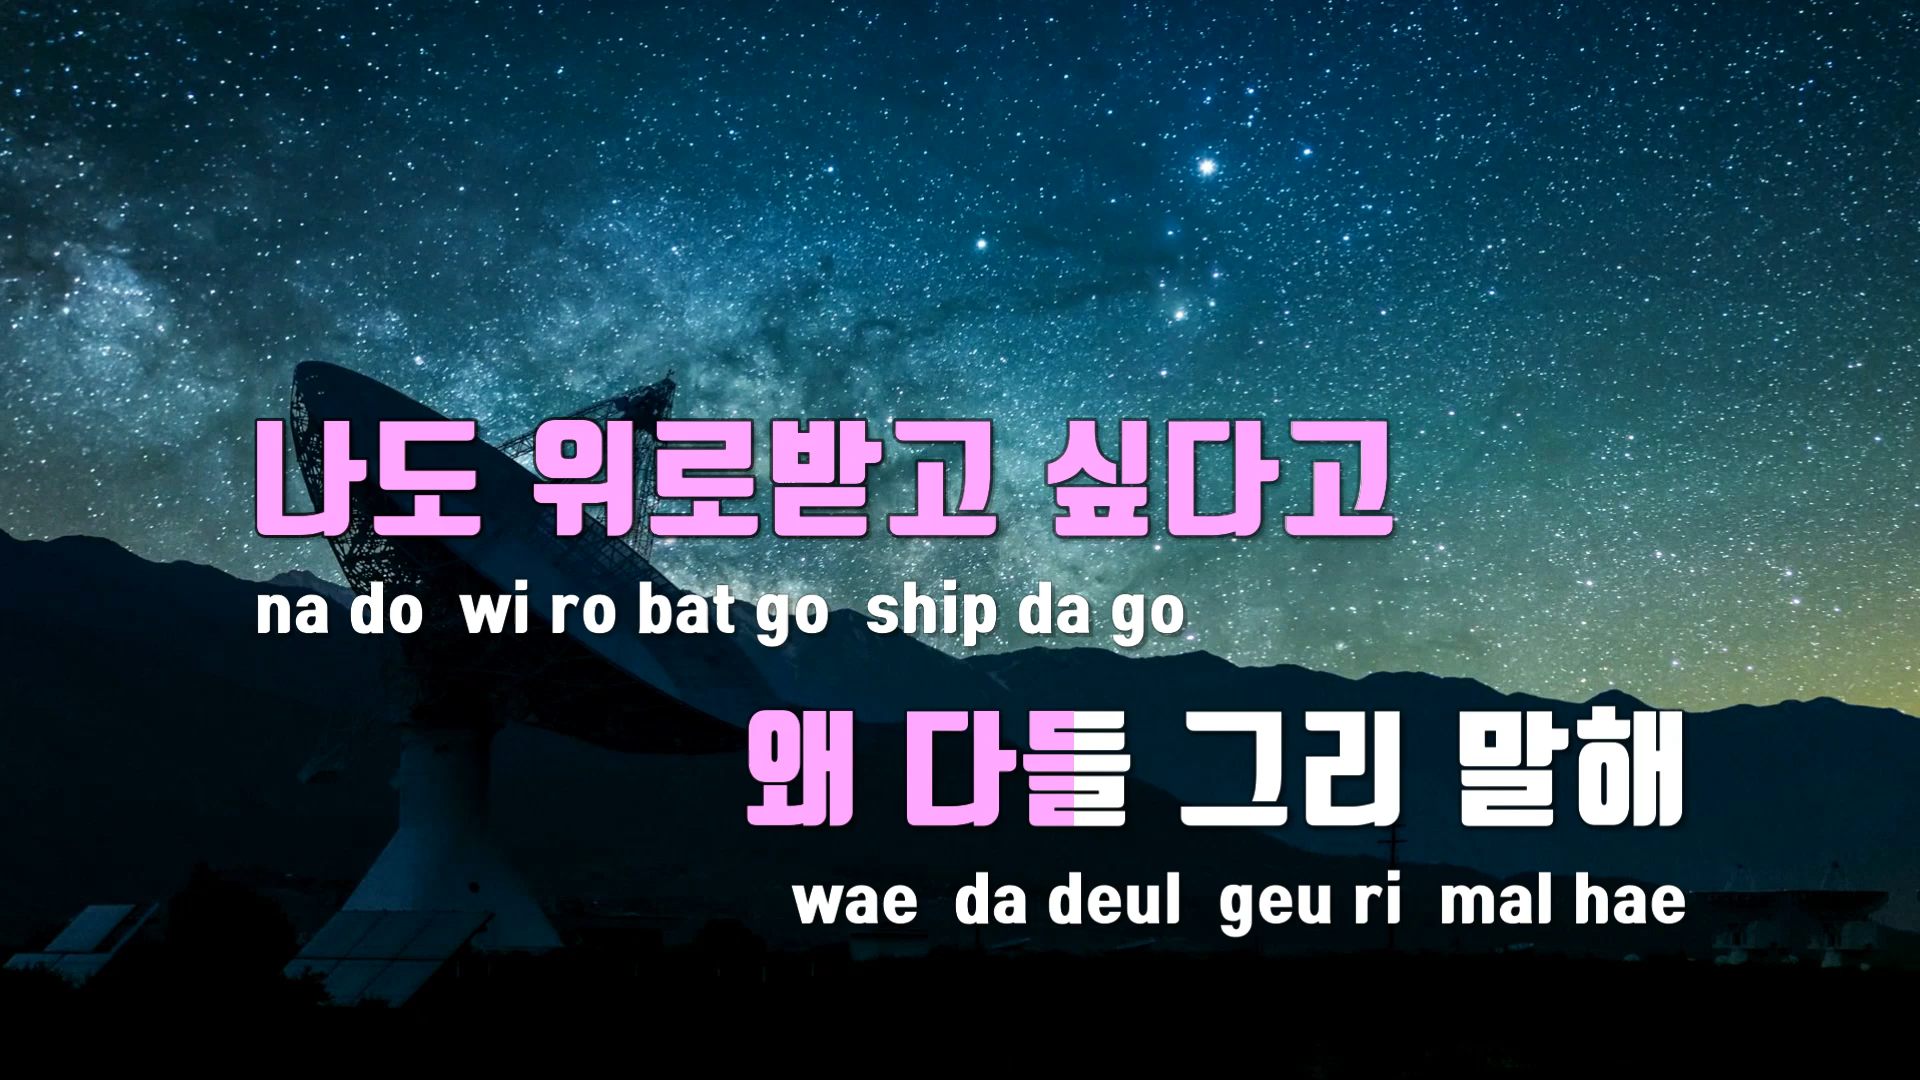 나도 위로받고 싶다고
na do wi ro bat go ship da go
왜 다들 그리 말해
wae da deul geu ri mal hae